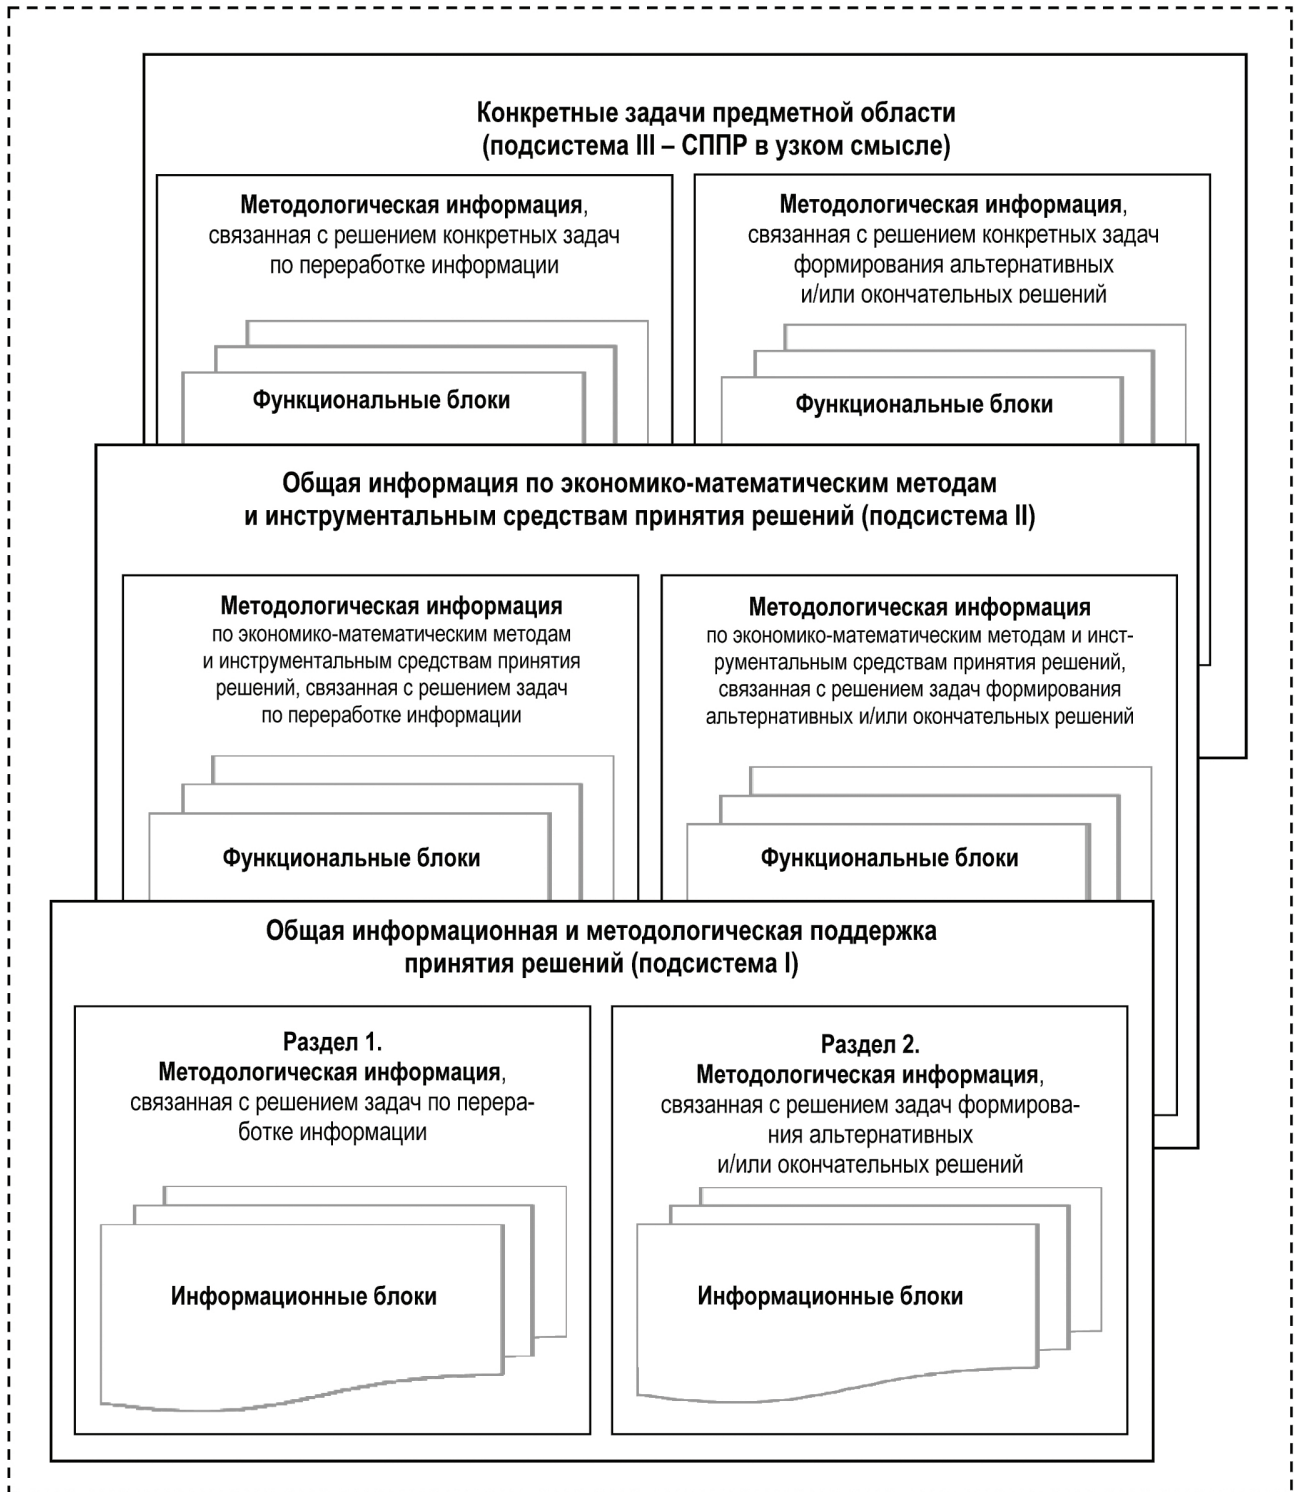 Конкретные задачи предметной области
(подсистема III – СППР в узком смысле)
Методологическая информация,
связанная с решением конкретных задач
по переработке информации
Функциональные блоки
Методологическая информация,
связанная с решением конкретных задач
формирования альтернативных
и/или окончательных решений
Функциональные блоки
Общая информация по экономико-математическим методам
и инструментальным средствам принятия решений (подсистема II)
Методологическая информация
по экономико-математическим методам
и инструментальным средствам принятия
решений, связанная с решением задач
по переработке информации
Функциональные блоки
Методологическая информация
по экономико-математическим методам и инст-
рументальным средствам принятия решений,
связанная с решением задач формирования
альтернативных и/или окончательных решений
Функциональные блоки
Общая информационная и методологическая поддержка
принятия решений (подсистема I)
Раздел 1.
Методологическая информация,
связанная с решением задач по перера-
ботке информации
Информационные блоки
Раздел 2.
Методологическая информация,
связанная с решением задач формирова-
ния альтернативных
и/или окончательных решений
Информационные блоки